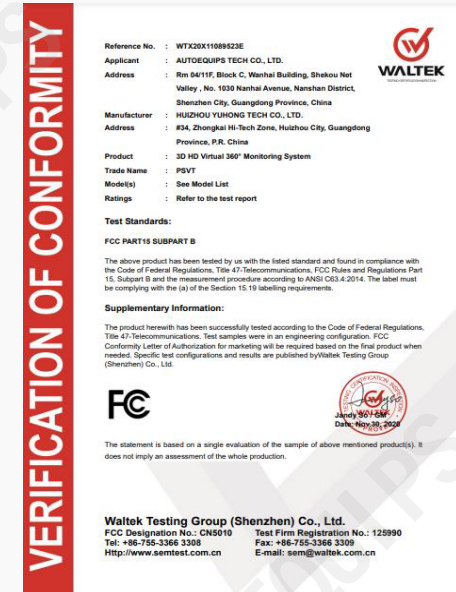 VERIFICATION OF CONFORMITY
WALTEK
Reference No. : WTX20X11089523E
Applicant : AUTOEQUIPS TECH CO., LTD.
Address : Rm 04/11F, Block C, Wanhai Building, Shekou Net
Valley , No. 1030 Nanhai Avenue, Nanshan District,
Shenzhen City, Guangdong Province, China
Manufacturer : HUIZHOU YUHONG TECH CO., LTD.
Address : #34, Zhongkai Hi-Tech Zone, Huizhou City, Guangdong
Province, P.R. China
Product : 3D HD Virtual 360° Monitoring System
Trade Name : PSVT
Model(s) : See Model List
Ratings : Refer to the test report
Test Standards:
FCC PART15 SUBPART B
The above product has been tested by us with the listed standard and found in compliance with
the Code of Federal Regulations, Title 47-Telecommunications, FCC Rules and Regulations Part
15, Subpart B and the measurement procedure according to ANSI C63.4:2014. The label must
be complying with the (a) of the Section 15.19 labelling requirements.
Supplementary Information:
The product herewith has been successfully tested according to the Code of Federal Regulations,
Title 47-Telecommunications. Test samples were in an engineering configuration. FCC
Conformity Letter of Authorization for marketing will be required based on the final product when
needed. Specific test configurations and results are published byWaltek Testing Group
(Shenzhen) Co., Ltd.
FCC
TESTING CERTIFICATION INSPECTION
WALTEK
Jandy So / GM
Date: Nov 30, 2020
The statement is based on a single evaluation of the sample of above mentioned product(s). It
does not imply an assessment of the whole production.
Waltek Testing Group (Shenzhen) Co., Ltd.
FCC Designation No.: CN5010 Test Firm Registration No.: 125990
Tel: +86-755-3366 3308 Fax: +86-755-3366 3309
Http://www.semtest.com.cn E-mail: sem@waltek.com.cn